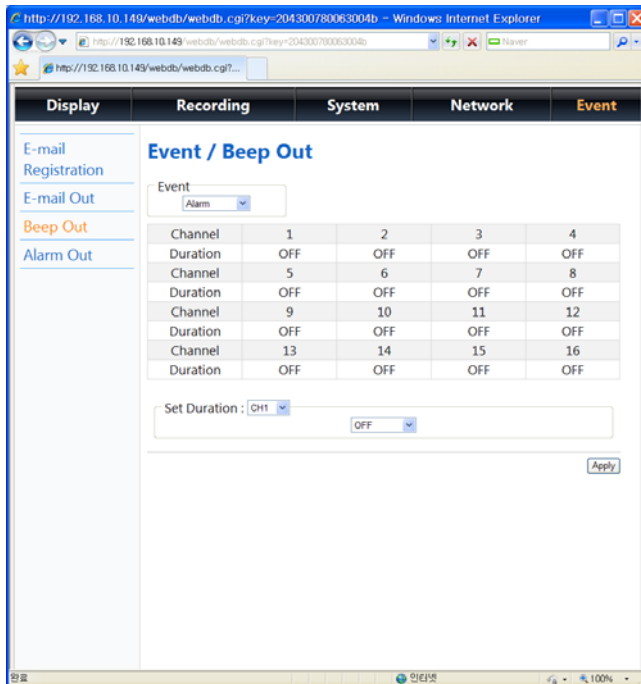 http://192.168.10.149/webdb/webdb.cgi?key=204300780063004b - Windows Internet Explorer
http://192.168.10.149/webdb/webdb.cgi?key=204300780063004b Naver
http://192.168.10.149/webdb/webdb.cgi?...
Display Recording System Network Event
E-mail
Registration
E-mail Out
Beep Out
Alarm Out
Event / Beep Out
Event
Alarm
Channel 1 2 3 4
Duration OFF OFF OFF OFF
Channel 5 6 7 8
Duration OFF OFF OFF OFF
Channel 9 10 11 12
Duration OFF OFF OFF OFF
Channel 13 14 15 16
Duration OFF OFF OFF OFF
Set Duration : CH1
OFF
Apply
완료 인터넷 100%